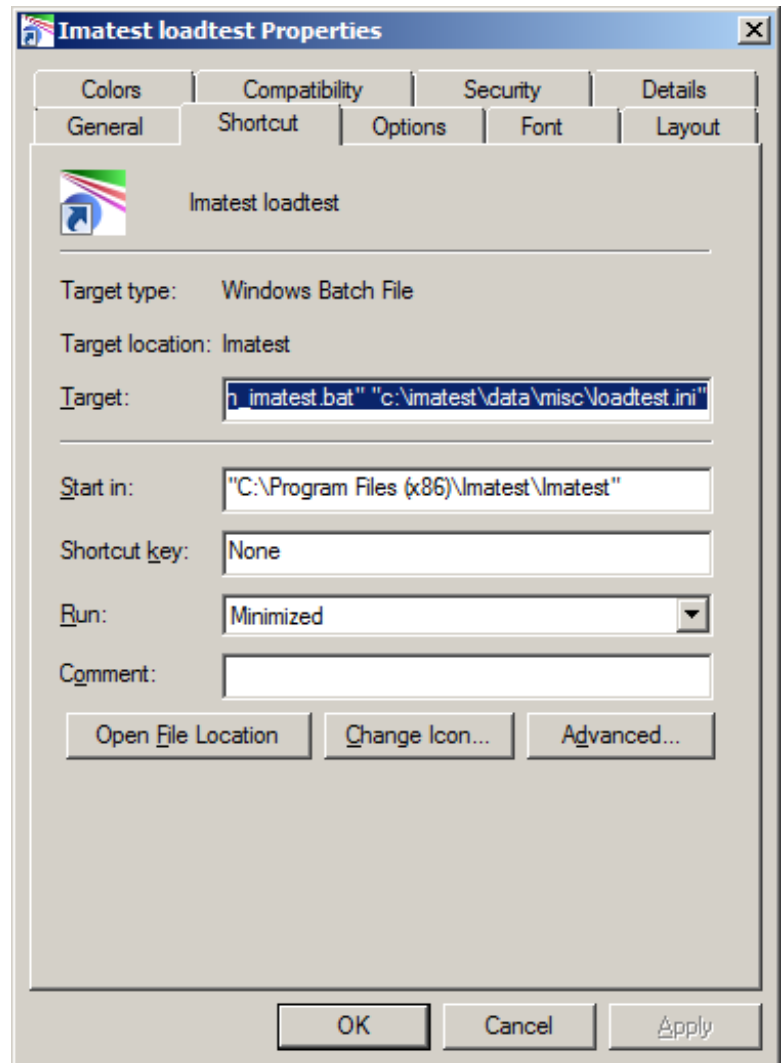 Imatest loadtest Properties
Colors Compatibility Security Details
General Shortcut Options Font Layout
Imatest loadtest
Target type: Windows Batch File
Target location: Imatest
Target: n_imatest.bat" "c:\imatest\data\misc\loadtest.ini"
Start in: "C:\Program Files (x86)\Imatest\Imatest"
Shortcut key: None
Run: Minimized
Comment:
Open File Location Change Icon... Advanced...
OK Cancel Apply